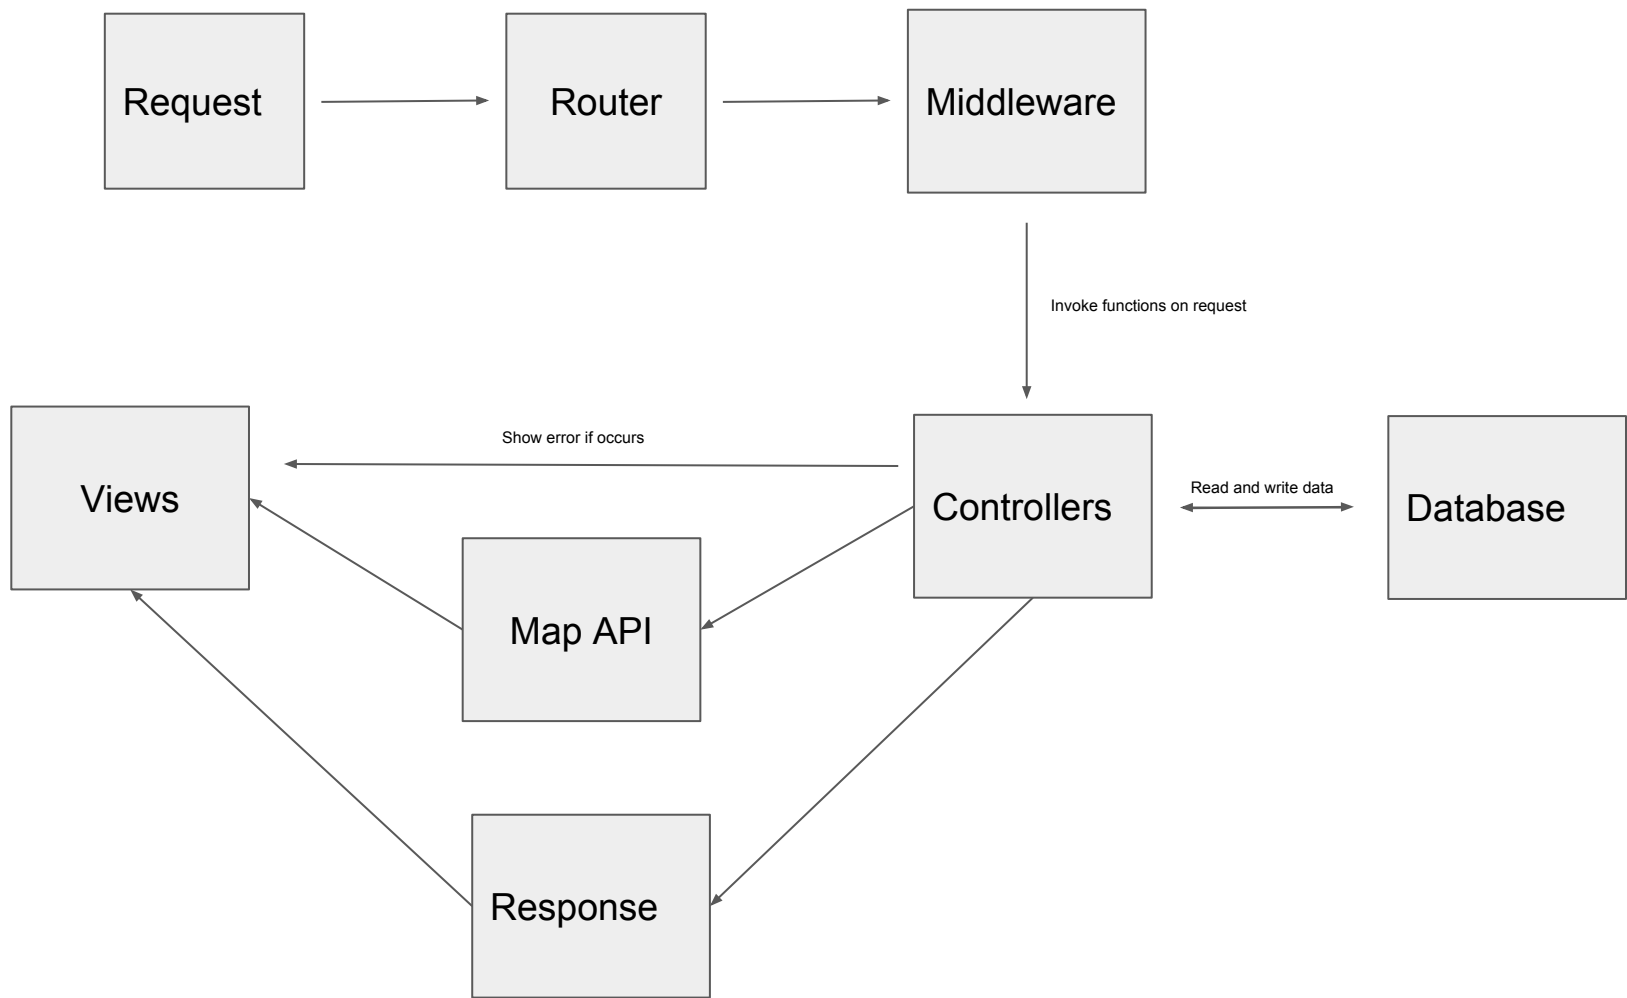 Request
Router
Middleware
Invoke functions on request
Show error if occurs
Views
Controllers
Read and write data
Database
Map API
Response